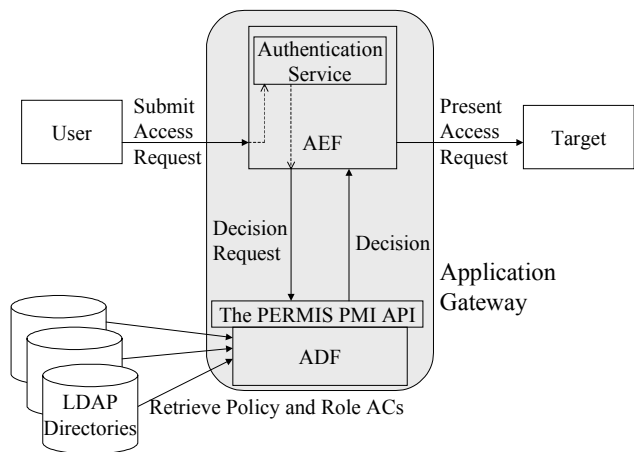 Authentication
Service
User
Submit
Access
Request
AEF
Present
Access
Request
Target
Decision
Request
Decision
Application
Gateway
The PERMIS PMI API
ADF
LDAP
Directories
Retrieve Policy and Role ACs